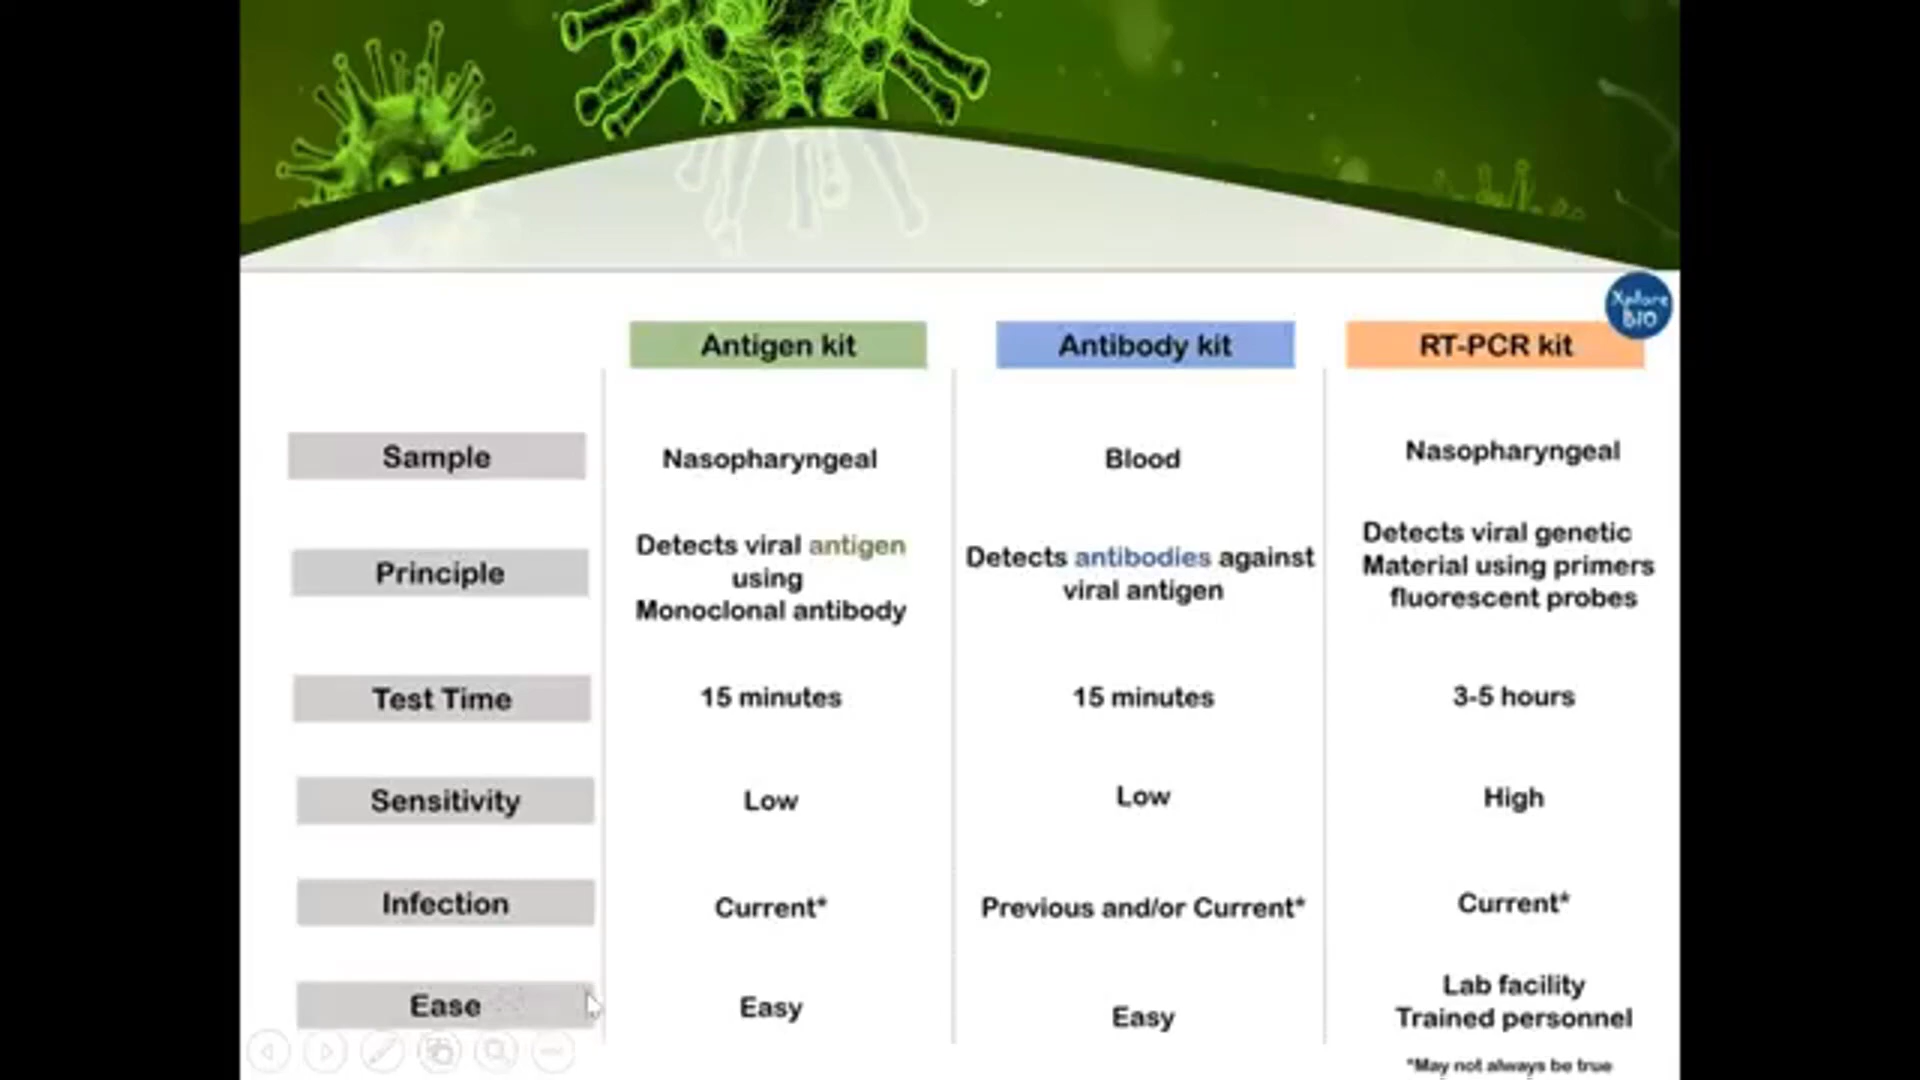 Xplore
BIO
Antigen kit
Antibody kit
RT-PCR kit
Sample
Nasopharyngeal
Blood
Nasopharyngeal
Principle
Detects viral antigen
using
Monoclonal antibody
Detects antibodies against
viral antigen
Detects viral genetic
Material using primers
fluorescent probes
Test Time
15 minutes
15 minutes
3-5 hours
Sensitivity
Low
Low
High
Infection
Current*
Previous and/or Current*
Current*
Ease
Easy
Easy
Lab facility
Trained personnel
*May not always be true